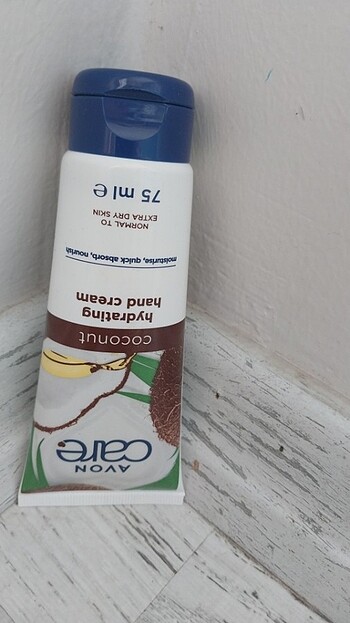 AVON
care
coconut
hydrating
hand cream
moisturise, quick absorb, nourish
NORMAL TO
EXTRA DRY SKIN
75 ml e